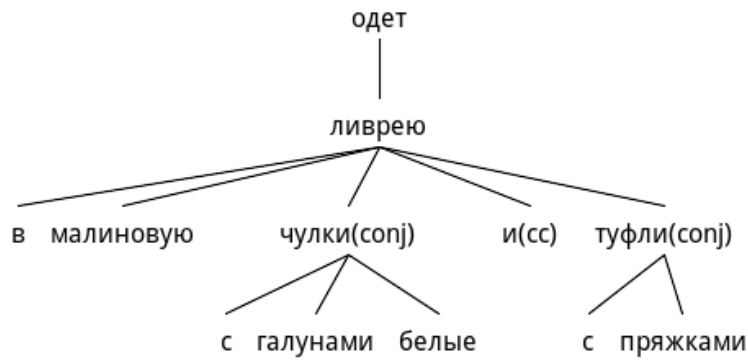 одет
ливрею
в малиновую чулки(conj) и(cc) туфли(conj)
с галунами белые с пряжками